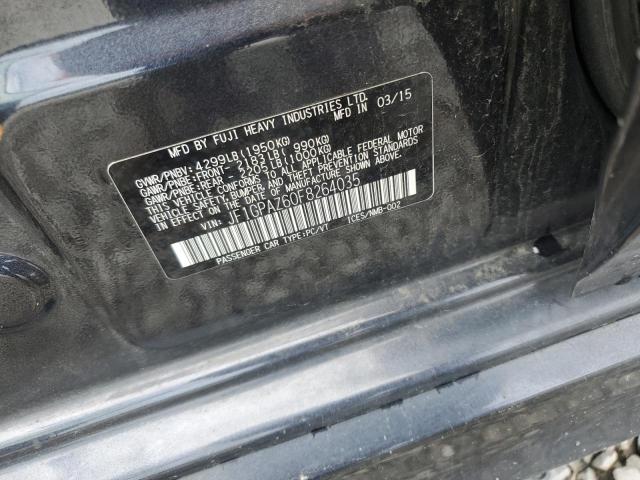 MFD BY FUJI HEAVY INDUSTRIES LTD.
MFD IN 03/15
GVWR/PNBV:4299LB(1950KG)
GAWR/PNBE:FRONT - 2183LB( 990KG)
GAWR/PNBE:REAR - 2205LB(1000KG)
THIS VEHICLE CONFORMS TO ALL APPLICABLE FEDERAL MOTOR
VEHICLE SAFETY, BUMPER, AND THEFT PREVENTION STANDARDS
IN EFFECT ON THE DATE OF MANUFACTURE SHOWN ABOVE.
VIN: JF1GPAZ60F8264035
PASSENGER CAR TYPE:PC/VT ICES/NMB-002